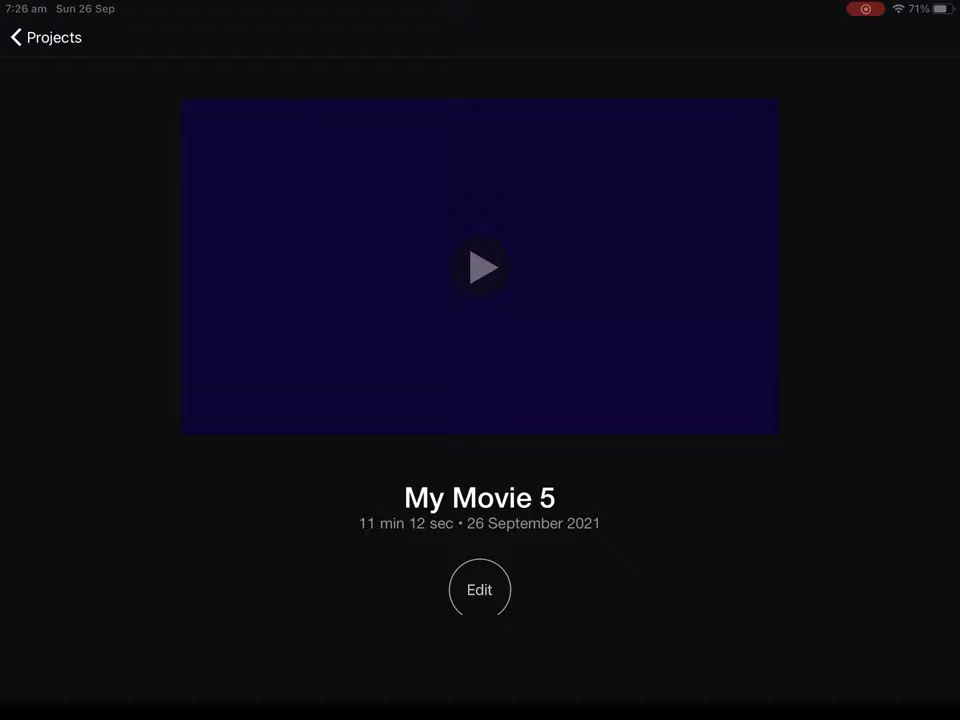 7:26 am Sun 26 Sep 71%
Projects
My Movie 5
11 min 12 sec • 26 September 2021
Edit